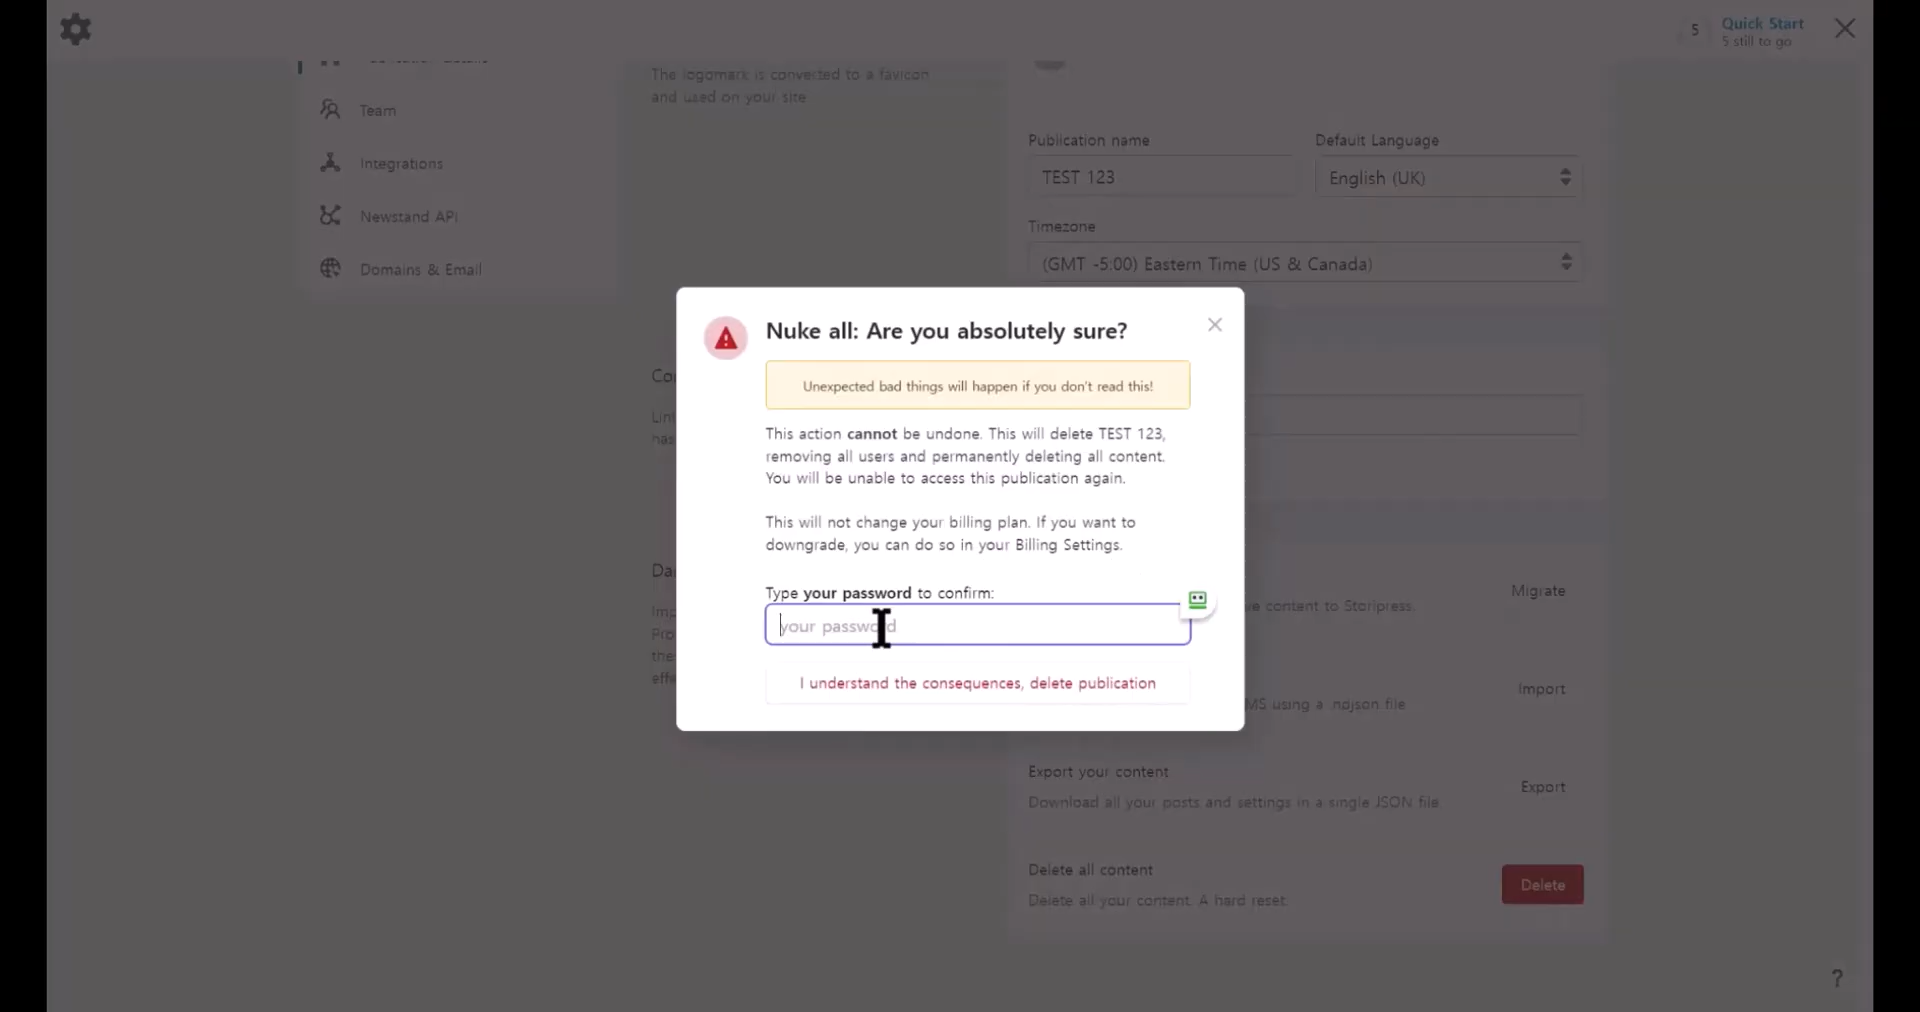 5
Quick Start
5 still to go
The logomark is converted to a favicon
and used on your site
Team
Integrations
Newstand API
Domains & Email
Publication name
Default Language
TEST 123
English (UK)
Timezone
(GMT -5:00) Eastern Time (US & Canada)
Nuke all: Are you absolutely sure?
Unexpected bad things will happen if you don't read this!
This action cannot be undone. This will delete TEST 123,
removing all users and permanently deleting all content.
You will be unable to access this publication again.
This will not change your billing plan. If you want to
downgrade, you can do so in your Billing Settings.
Type your password to confirm:
your password
I understand the consequences, delete publication
Migrate
content to Storipress.
Import
using a .npjson file
Export your content
Download all your posts and settings in a single JSON file
Export
Delete all content
Delete all your content. A hard reset.
Delete
?